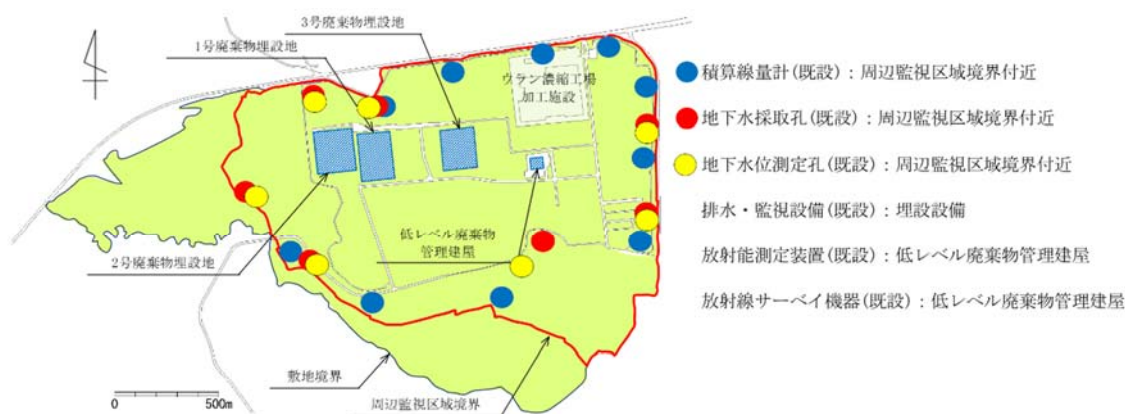 3号廃棄物埋設地
1号廃棄物埋設地
ウラン濃縮工場
加工施設
低レベル廃棄物
管理建屋
2号廃棄物埋設地
敷地境界
周辺監視区域境界
0 500m
積算線量計(既設)：周辺監視区域境界付近
地下水採取孔(既設)：周辺監視区域境界付近
地下水位測定孔(既設)：周辺監視区域境界付近
排水・監視設備(既設)：埋設設備
放射能測定装置(既設)：低レベル廃棄物管理建屋
放射線サーベイ機器(既設)：低レベル廃棄物管理建屋